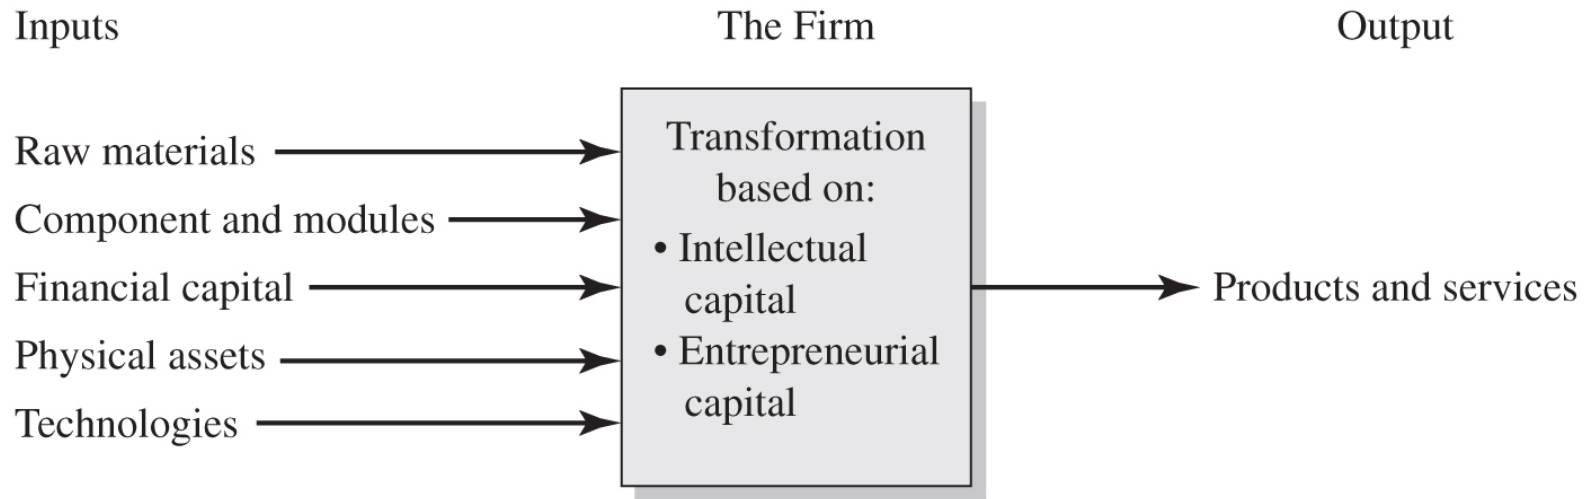 Inputs
The Firm
Output
Raw materials
Component and modules
Financial capital
Physical assets
Technologies
Transformation
based on:
• Intellectual
capital
• Entrepreneurial
capital
Products and services